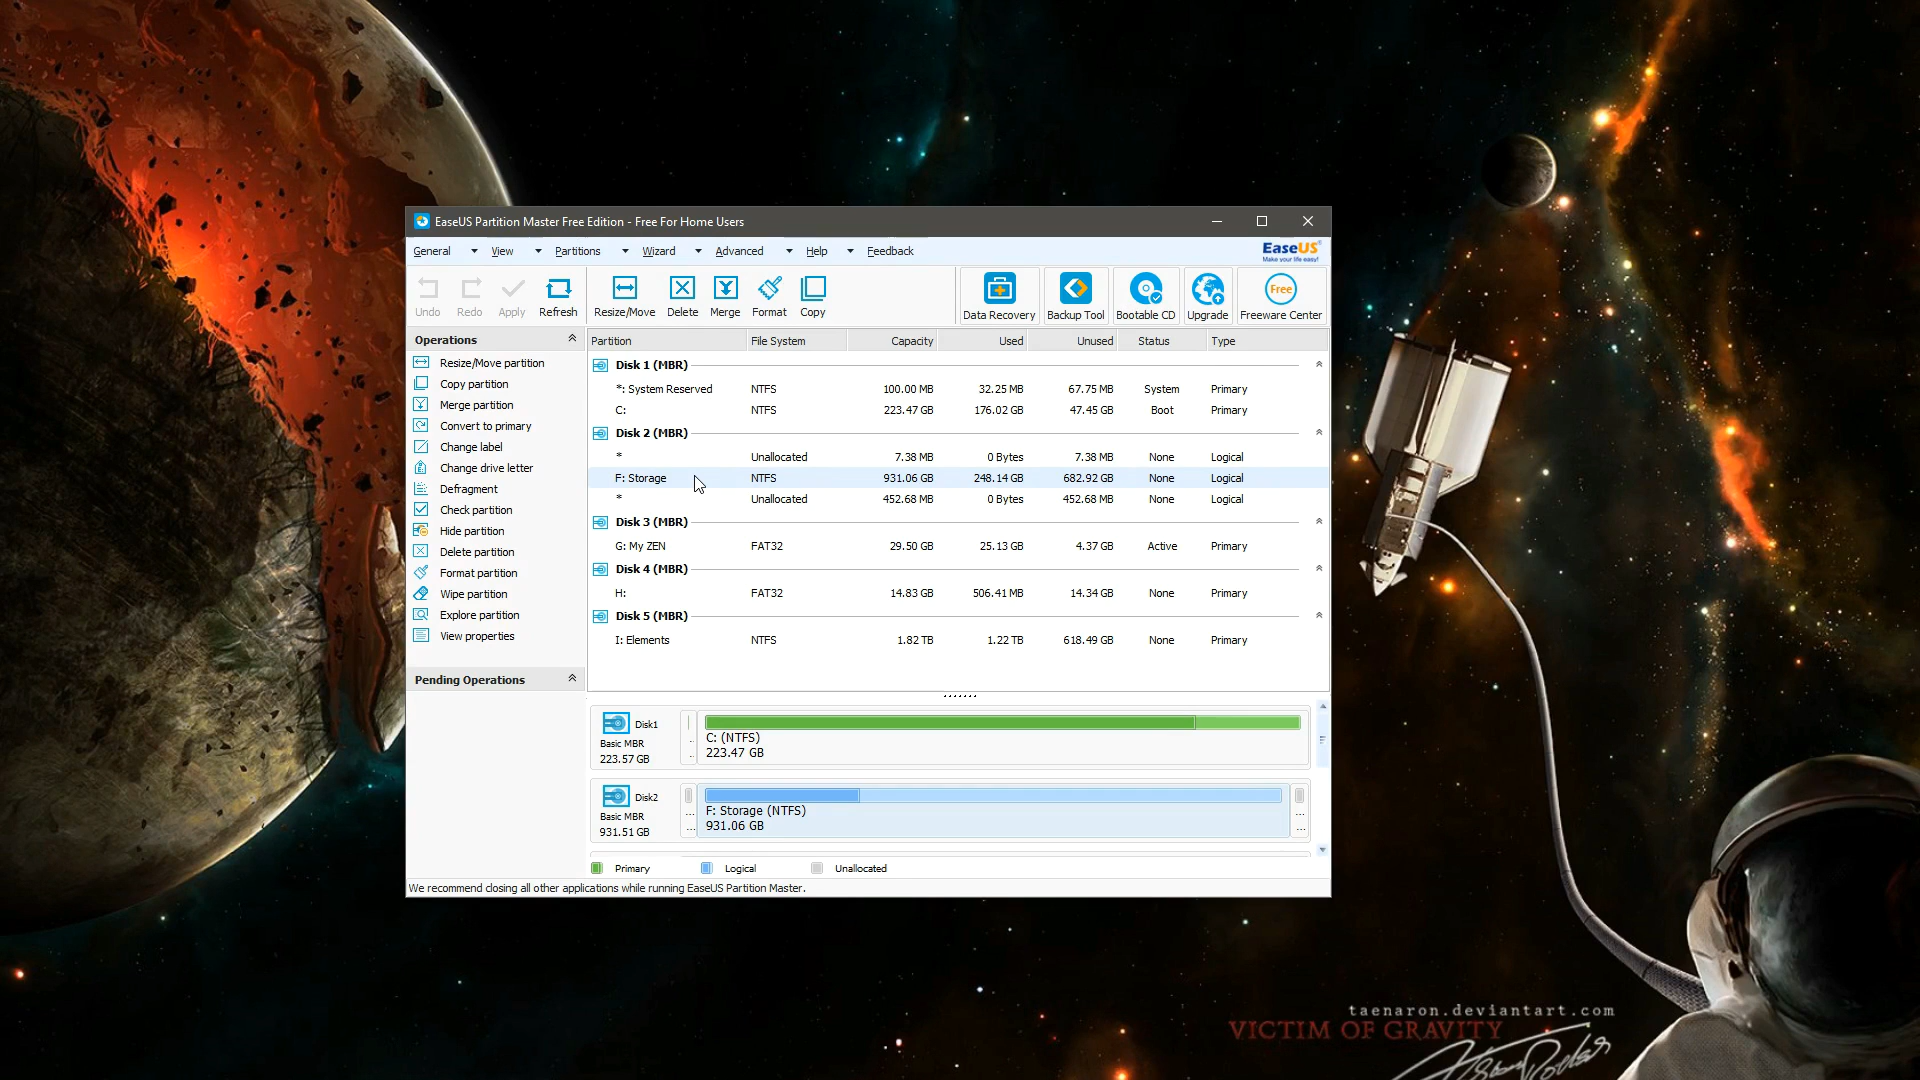 EaseUS Partition Master Free Edition - Free For Home Users
General View Partitions Wizard Advanced Help Feedback
EaseUS
Make your life easy!
Undo Redo Apply Refresh Resize/Move Delete Merge Format Copy Data Recovery Backup Tool Bootable CD Upgrade Free Freeware Center
Operations
Resize/Move partition
Copy partition
Merge partition
Convert to primary
Change label
Change drive letter
Defragment
Check partition
Hide partition
Delete partition
Format partition
Wipe partition
Explore partition
View properties
Pending Operations
Partition File System Capacity Used Unused Status Type
Disk 1 (MBR)
*: System Reserved NTFS 100.00 MB 32.25 MB 67.75 MB System Primary
C: NTFS 223.47 GB 176.02 GB 47.45 GB Boot Primary
Disk 2 (MBR)
* Unallocated 7.38 MB 0 Bytes 7.38 MB None Logical
F: Storage NTFS 931.06 GB 248.14 GB 682.92 GB None Logical
* Unallocated 452.68 MB 0 Bytes 452.68 MB None Logical
Disk 3 (MBR)
G: My ZEN FAT32 29.50 GB 25.13 GB 4.37 GB Active Primary
Disk 4 (MBR)
H: FAT32 14.83 GB 506.41 MB 14.34 GB None Primary
Disk 5 (MBR)
I: Elements NTFS 1.82 TB 1.22 TB 618.49 GB None Primary
Disk1
Basic MBR
223.57 GB
..
..
C: (NTFS)
223.47 GB
Disk2
Basic MBR
931.51 GB
...
...
F: Storage (NTFS)
931.06 GB
...
...
Primary Logical Unallocated
We recommend closing all other applications while running EaseUS Partition Master.
taenaron.deviantart.com
VICTIM OF GRAVITY